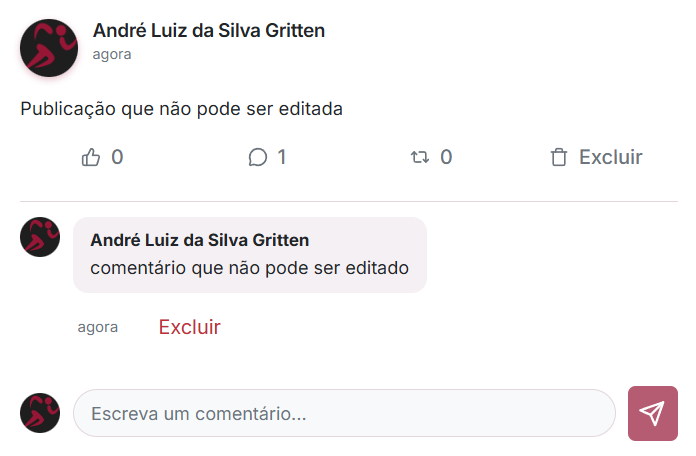 André Luiz da Silva Gritten
agora
Publicação que não pode ser editada
0 1 0 Excluir
André Luiz da Silva Gritten
comentário que não pode ser editado
agora Excluir
Escreva um comentário...